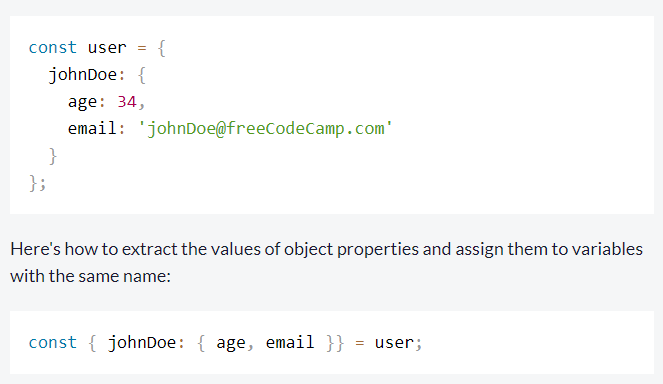 const user = {
  johnDoe: {
    age: 34,
    email: 'johnDoe@freeCodeCamp.com'
  }
};
Here's how to extract the values of object properties and assign them to variables
with the same name:
const { johnDoe: { age, email }} = user;